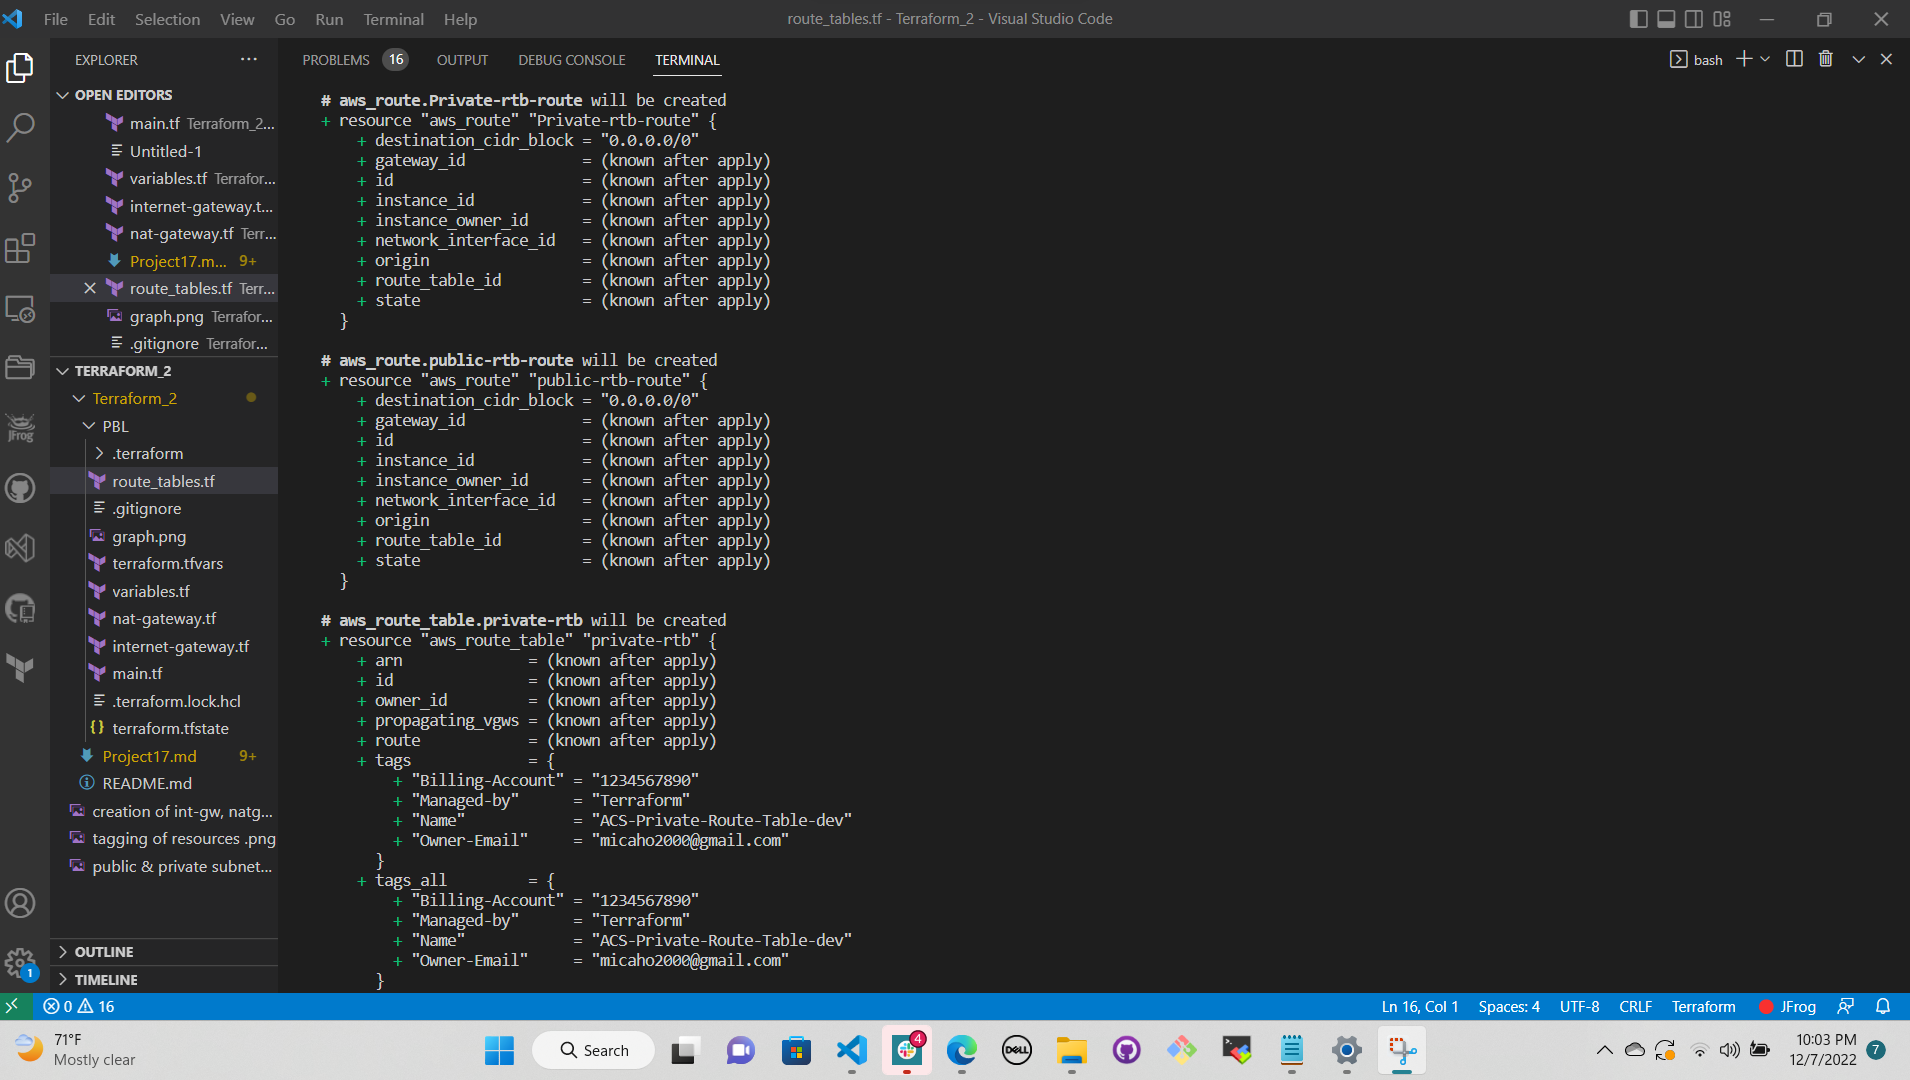 File Edit Selection View Go Run Terminal Help
route_tables.tf - Terraform_2 - Visual Studio Code
EXPLORER
OPEN EDITORS
main.tf Terraform_2...
Untitled-1
variables.tf Terrafor...
internet-gateway.t...
nat-gateway.tf Terr...
Project17.m... 9+
route_tables.tf Terr...
graph.png Terrafor...
.gitignore Terrafor...
TERRAFORM_2
Terraform_2
PBL
.terraform
route_tables.tf
.gitignore
graph.png
terraform.tfvars
variables.tf
nat-gateway.tf
internet-gateway.tf
main.tf
.terraform.lock.hcl
terraform.tfstate
Project17.md 9+
README.md
creation of int-gw, natg...
tagging of resources .png
public & private subnet...
OUTLINE
TIMELINE
JFrog
1
PROBLEMS 16 OUTPUT DEBUG CONSOLE TERMINAL
bash
# aws_route.Private-rtb-route will be created
+ resource "aws_route" "Private-rtb-route" {
+ destination_cidr_block = "0.0.0.0/0"
+ gateway_id = (known after apply)
+ id = (known after apply)
+ instance_id = (known after apply)
+ instance_owner_id = (known after apply)
+ network_interface_id = (known after apply)
+ origin = (known after apply)
+ route_table_id = (known after apply)
+ state = (known after apply)
}
# aws_route.public-rtb-route will be created
+ resource "aws_route" "public-rtb-route" {
+ destination_cidr_block = "0.0.0.0/0"
+ gateway_id = (known after apply)
+ id = (known after apply)
+ instance_id = (known after apply)
+ instance_owner_id = (known after apply)
+ network_interface_id = (known after apply)
+ origin = (known after apply)
+ route_table_id = (known after apply)
+ state = (known after apply)
}
# aws_route_table.private-rtb will be created
+ resource "aws_route_table" "private-rtb" {
+ arn = (known after apply)
+ id = (known after apply)
+ owner_id = (known after apply)
+ propagating_vgws = (known after apply)
+ route = (known after apply)
+ tags = {
+ "Billing-Account" = "1234567890"
+ "Managed-by" = "Terraform"
+ "Name" = "ACS-Private-Route-Table-dev"
+ "Owner-Email" = "micaho2000@gmail.com"
}
+ tags_all = {
+ "Billing-Account" = "1234567890"
+ "Managed-by" = "Terraform"
+ "Name" = "ACS-Private-Route-Table-dev"
+ "Owner-Email" = "micaho2000@gmail.com"
}
0 16
Ln 16, Col 1 Spaces: 4 UTF-8 CRLF Terraform JFrog
71°F
Mostly clear
Search
4
DELL
10:03 PM
12/7/2022
7